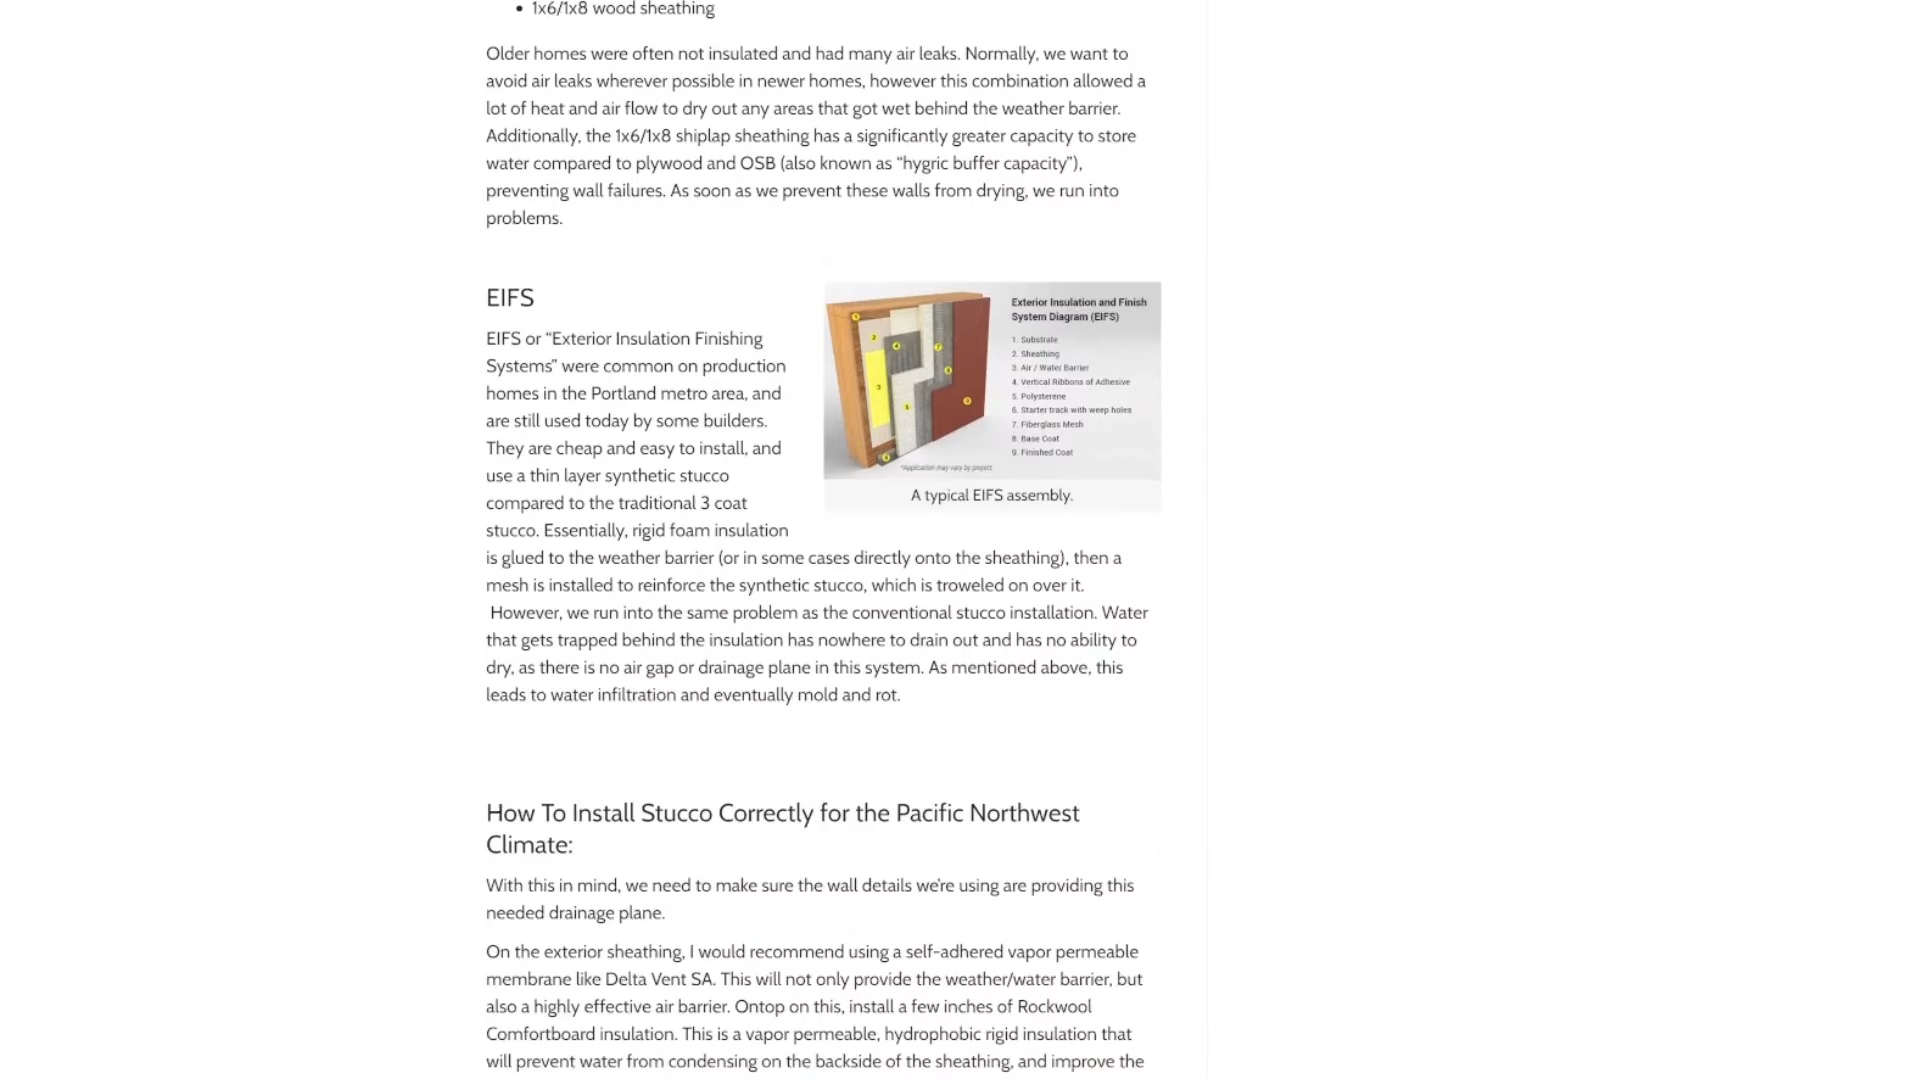 • 1x6/1x8 wood sheathing
Older homes were often not insulated and had many air leaks. Normally, we want to
avoid air leaks wherever possible in newer homes, however this combination allowed a
lot of heat and air flow to dry out any areas that got wet behind the weather barrier.
Additionally, the 1x6/1x8 shiplap sheathing has a significantly greater capacity to store
water compared to plywood and OSB (also known as “hygric buffer capacity”),
preventing wall failures. As soon as we prevent these walls from drying, we run into
problems.
EIFS
EIFS or “Exterior Insulation Finishing
Systems” were common on production
homes in the Portland metro area, and
are still used today by some builders.
They are cheap and easy to install, and
use a thin layer synthetic stucco
compared to the traditional 3 coat
stucco. Essentially, rigid foam insulation
is glued to the weather barrier (or in some cases directly onto the sheathing), then a
mesh is installed to reinforce the synthetic stucco, which is troweled on over it.
However, we run into the same problem as the conventional stucco installation. Water
that gets trapped behind the insulation has nowhere to drain out and has no ability to
dry, as there is no air gap or drainage plane in this system. As mentioned above, this
leads to water infiltration and eventually mold and rot.
Exterior Insulation and Finish
System Diagram (EIFS)
1. Substrate
2. Sheathing
3. Air / Water Barrier
4. Vertical Ribbons of Adhesive
5. Polysterene
6. Starter track with weep holes
7. Fiberglass Mesh
8. Base Coat
9. Finished Coat
*Application may vary by project.
A typical EIFS assembly.
How To Install Stucco Correctly for the Pacific Northwest
Climate:
With this in mind, we need to make sure the wall details we're using are providing this
needed drainage plane.
On the exterior sheathing, I would recommend using a self-adhered vapor permeable
membrane like Delta Vent SA. This will not only provide the weather/water barrier, but
also a highly effective air barrier. Ontop on this, install a few inches of Rockwool
Comfortboard insulation. This is a vapor permeable, hydrophobic rigid insulation that
will prevent water from condensing on the backside of the sheathing, and improve the